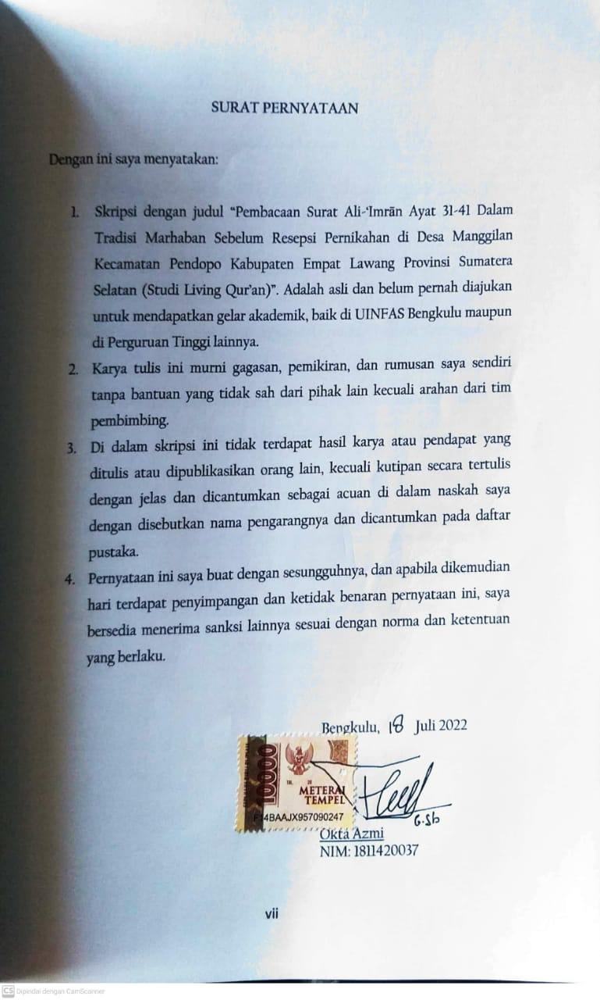 SURAT PERNYATAAN
Dengan ini saya menyatakan:
1. Skripsi dengan judul “Pembacaan Surat Ali-‘Imrān Ayat 31-41 Dalam
Tradisi Marhaban Sebelum Resepsi Pernikahan di Desa Manggilan
Kecamatan Pendopo Kabupaten Empat Lawang Provinsi Sumatera
Selatan (Studi Living Qur’an)”. Adalah asli dan belum pernah diajukan
untuk mendapatkan gelar akademik, baik di UINFAS Bengkulu maupun
di Perguruan Tinggi lainnya.
2. Karya tulis ini murni gagasan, pemikiran, dan rumusan saya sendiri
tanpa bantuan yang tidak sah dari pihak lain kecuali arahan dari tim
pembimbing.
3. Di dalam skripsi ini tidak terdapat hasil karya atau pendapat yang
ditulis atau dipublikasikan orang lain, kecuali kutipan secara tertulis
dengan jelas dan dicantumkan sebagai acuan di dalam naskah saya
dengan disebutkan nama pengarangnya dan dicantumkan pada daftar
pustaka.
4. Pernyataan ini saya buat dengan sesungguhnya, dan apabila dikemudian
hari terdapat penyimpangan dan ketidak benaran pernyataan ini, saya
bersedia menerima sanksi lainnya sesuai dengan norma dan ketentuan
yang berlaku.
Bengkulu, 18 Juli 2022
10000
TGL. 20
METERAI
TEMPEL
4BAAJX957090247
Okta Azmi
NIM: 1811420037
vii
CS Dipindai dengan CamScanner